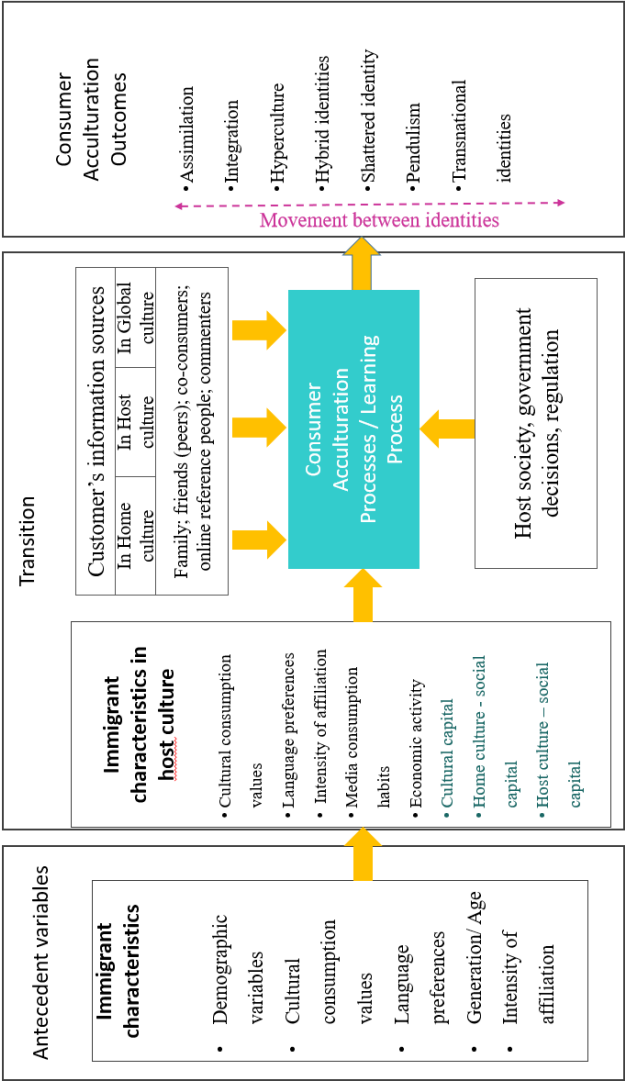 Antecedent variables
Immigrant
characteristics
• Demographic
variables
• Cultural
consumption
values
• Language
preferences
• Generation/ Age
• Intensity of
affiliation
Transition
Immigrant
characteristics in
host culture
• Cultural consumption
values
• Language preferences
• Intensity of affiliation
• Media consumption
habits
• Economic activity
• Cultural capital
• Home culture - social
capital
• Host culture – social
capital
Customer’s information sources
In Home
culture
In Host
culture
In Global
culture
Family; friends (peers); co-consumers;
online reference people; commenters
Consumer
Acculturation
Processes / Learning
Process
Host society, government
decisions, regulation
Consumer
Acculturation
Outcomes
• Assimilation
• Integration
• Hyperculture
• Hybrid identities
• Shattered identity
• Pendulism
• Transnational
identities
Movement between identities